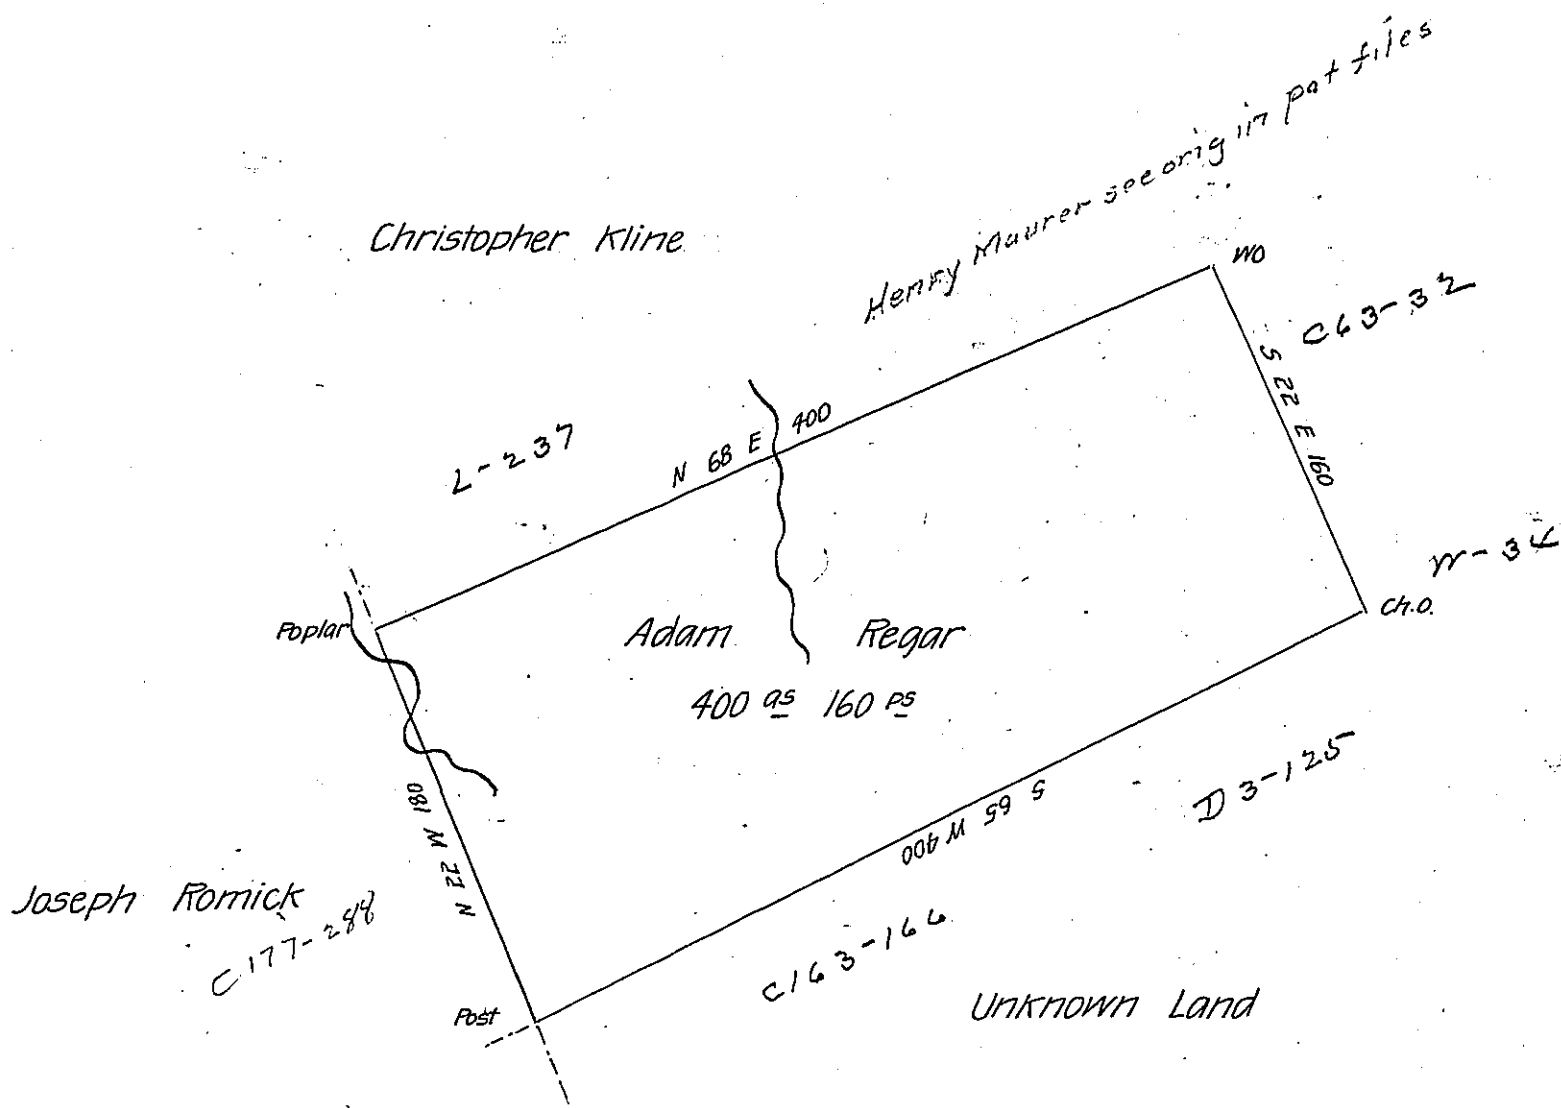 Henry Maurer see orig in pat files
Christopher Kline
WO
C63-32
S 22 E 160
L-237
N 68 E 400
W-34
Ch.O.
Poplar
Adam Regar
400 as 160 ps
D3-125
S 65 W 400
N 22 W 180
Joseph Romick
C177-288
C163-166
Unknown Land
Post